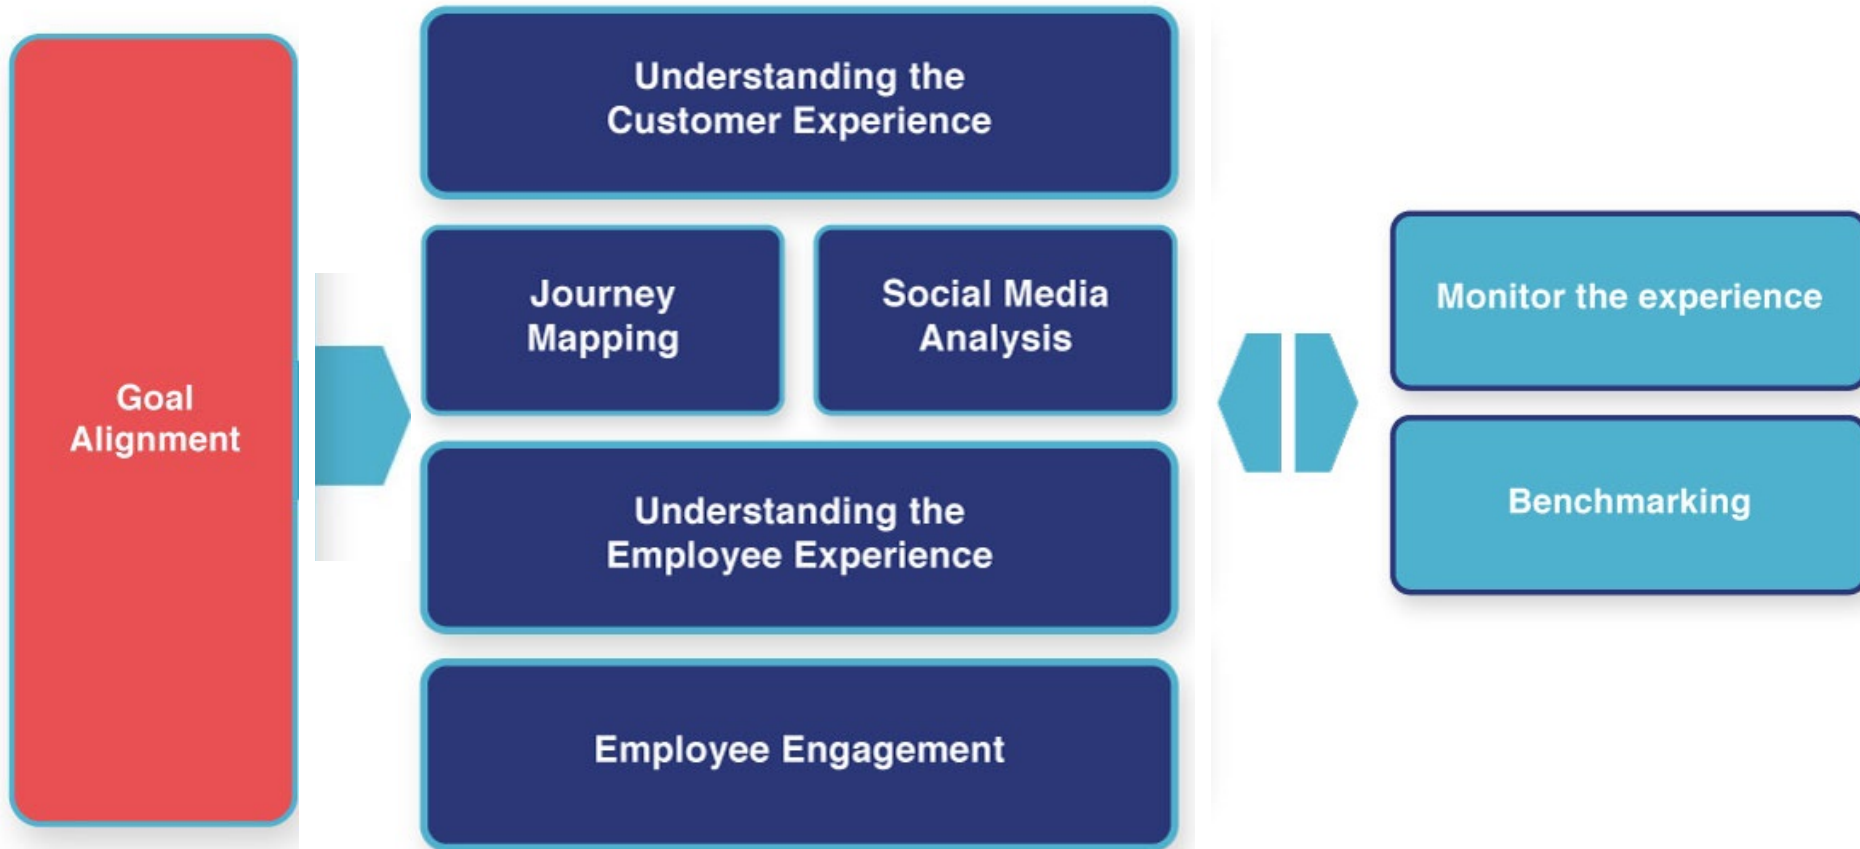 Goal
Alignment
Understanding the
Customer Experience
Journey
Mapping
Social Media
Analysis
Understanding the
Employee Experience
Employee Engagement
Monitor the experience
Benchmarking